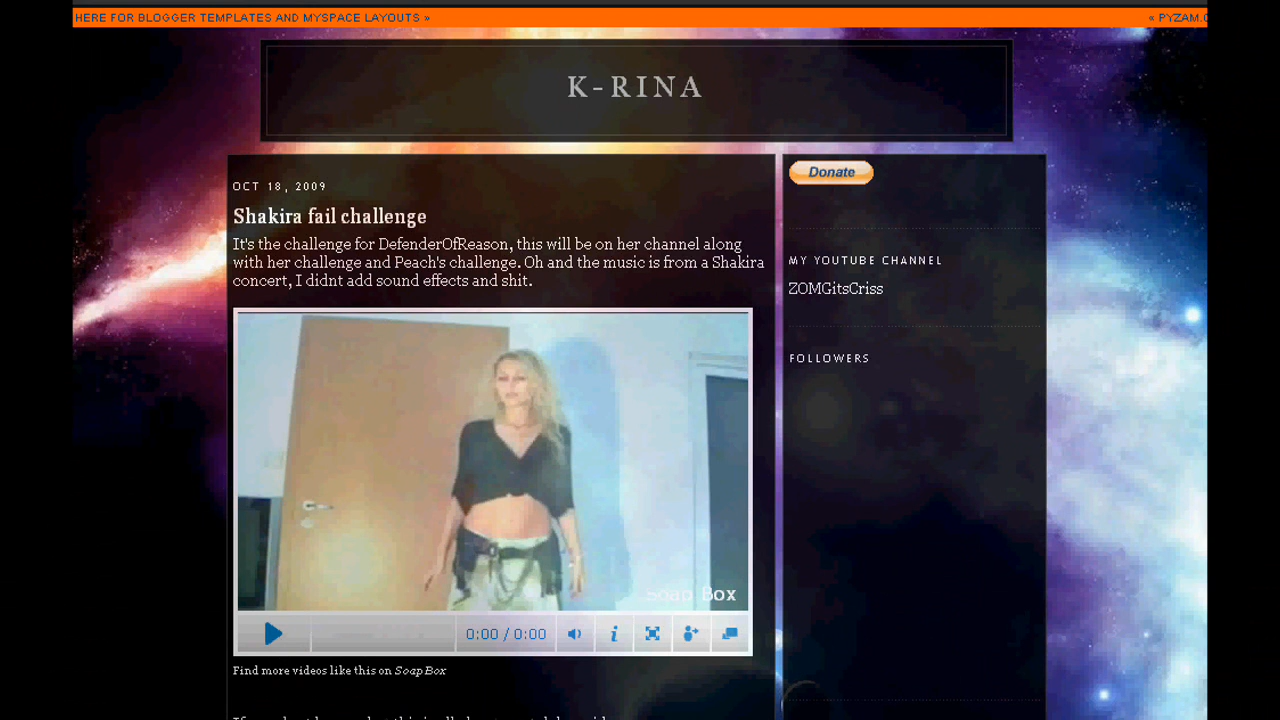 HERE FOR BLOGGER TEMPLATES AND MYSPACE LAYOUTS »
« PYZAM.C
K-RINA
OCT 18, 2009
Shakira fail challenge
It's the challenge for DefenderOfReason, this will be on her channel along
with her challenge and Peach's challenge. Oh and the music is from a Shakira
concert, I didnt add sound effects and shit.
Soap Box
0:00 / 0:00
Find more videos like this on SoapBox
Donate
MY YOUTUBE CHANNEL
ZOMGitsCriss
FOLLOWERS